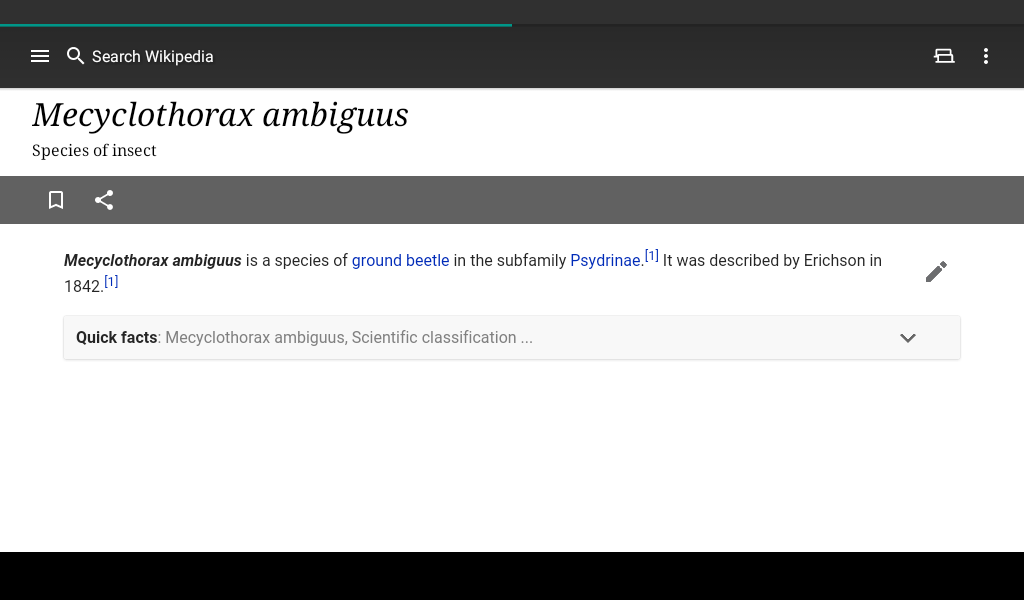 Search Wikipedia
Mecyclothorax ambiguus
Species of insect
Mecyclothorax ambiguus is a species of ground beetle in the subfamily Psydrinae.[1] It was described by Erichson in
1842.[1]
Quick facts: Mecyclothorax ambiguus, Scientific classification ...